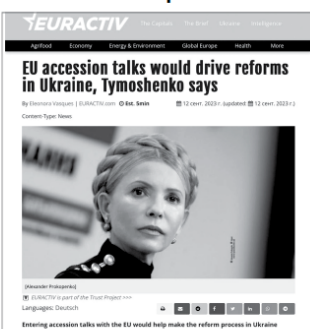 EURACTIV The Capitals The Brief Ukraine Intelligence
Agrifood Economy Energy & Environment Global Europe Health More
EU accession talks would drive reforms
in Ukraine, Tymoshenko says
By Eleonora Vasques | EURACTIV.com Est. 5min 12 сент. 2023 г. (updated: 12 сент. 2023 г.)
Content-Type: News
[Alexander Prokopenko]
EURACTIV is part of the Trust Project >>>
Languages: Deutsch
Entering accession talks with the EU would help make the reform process in Ukraine